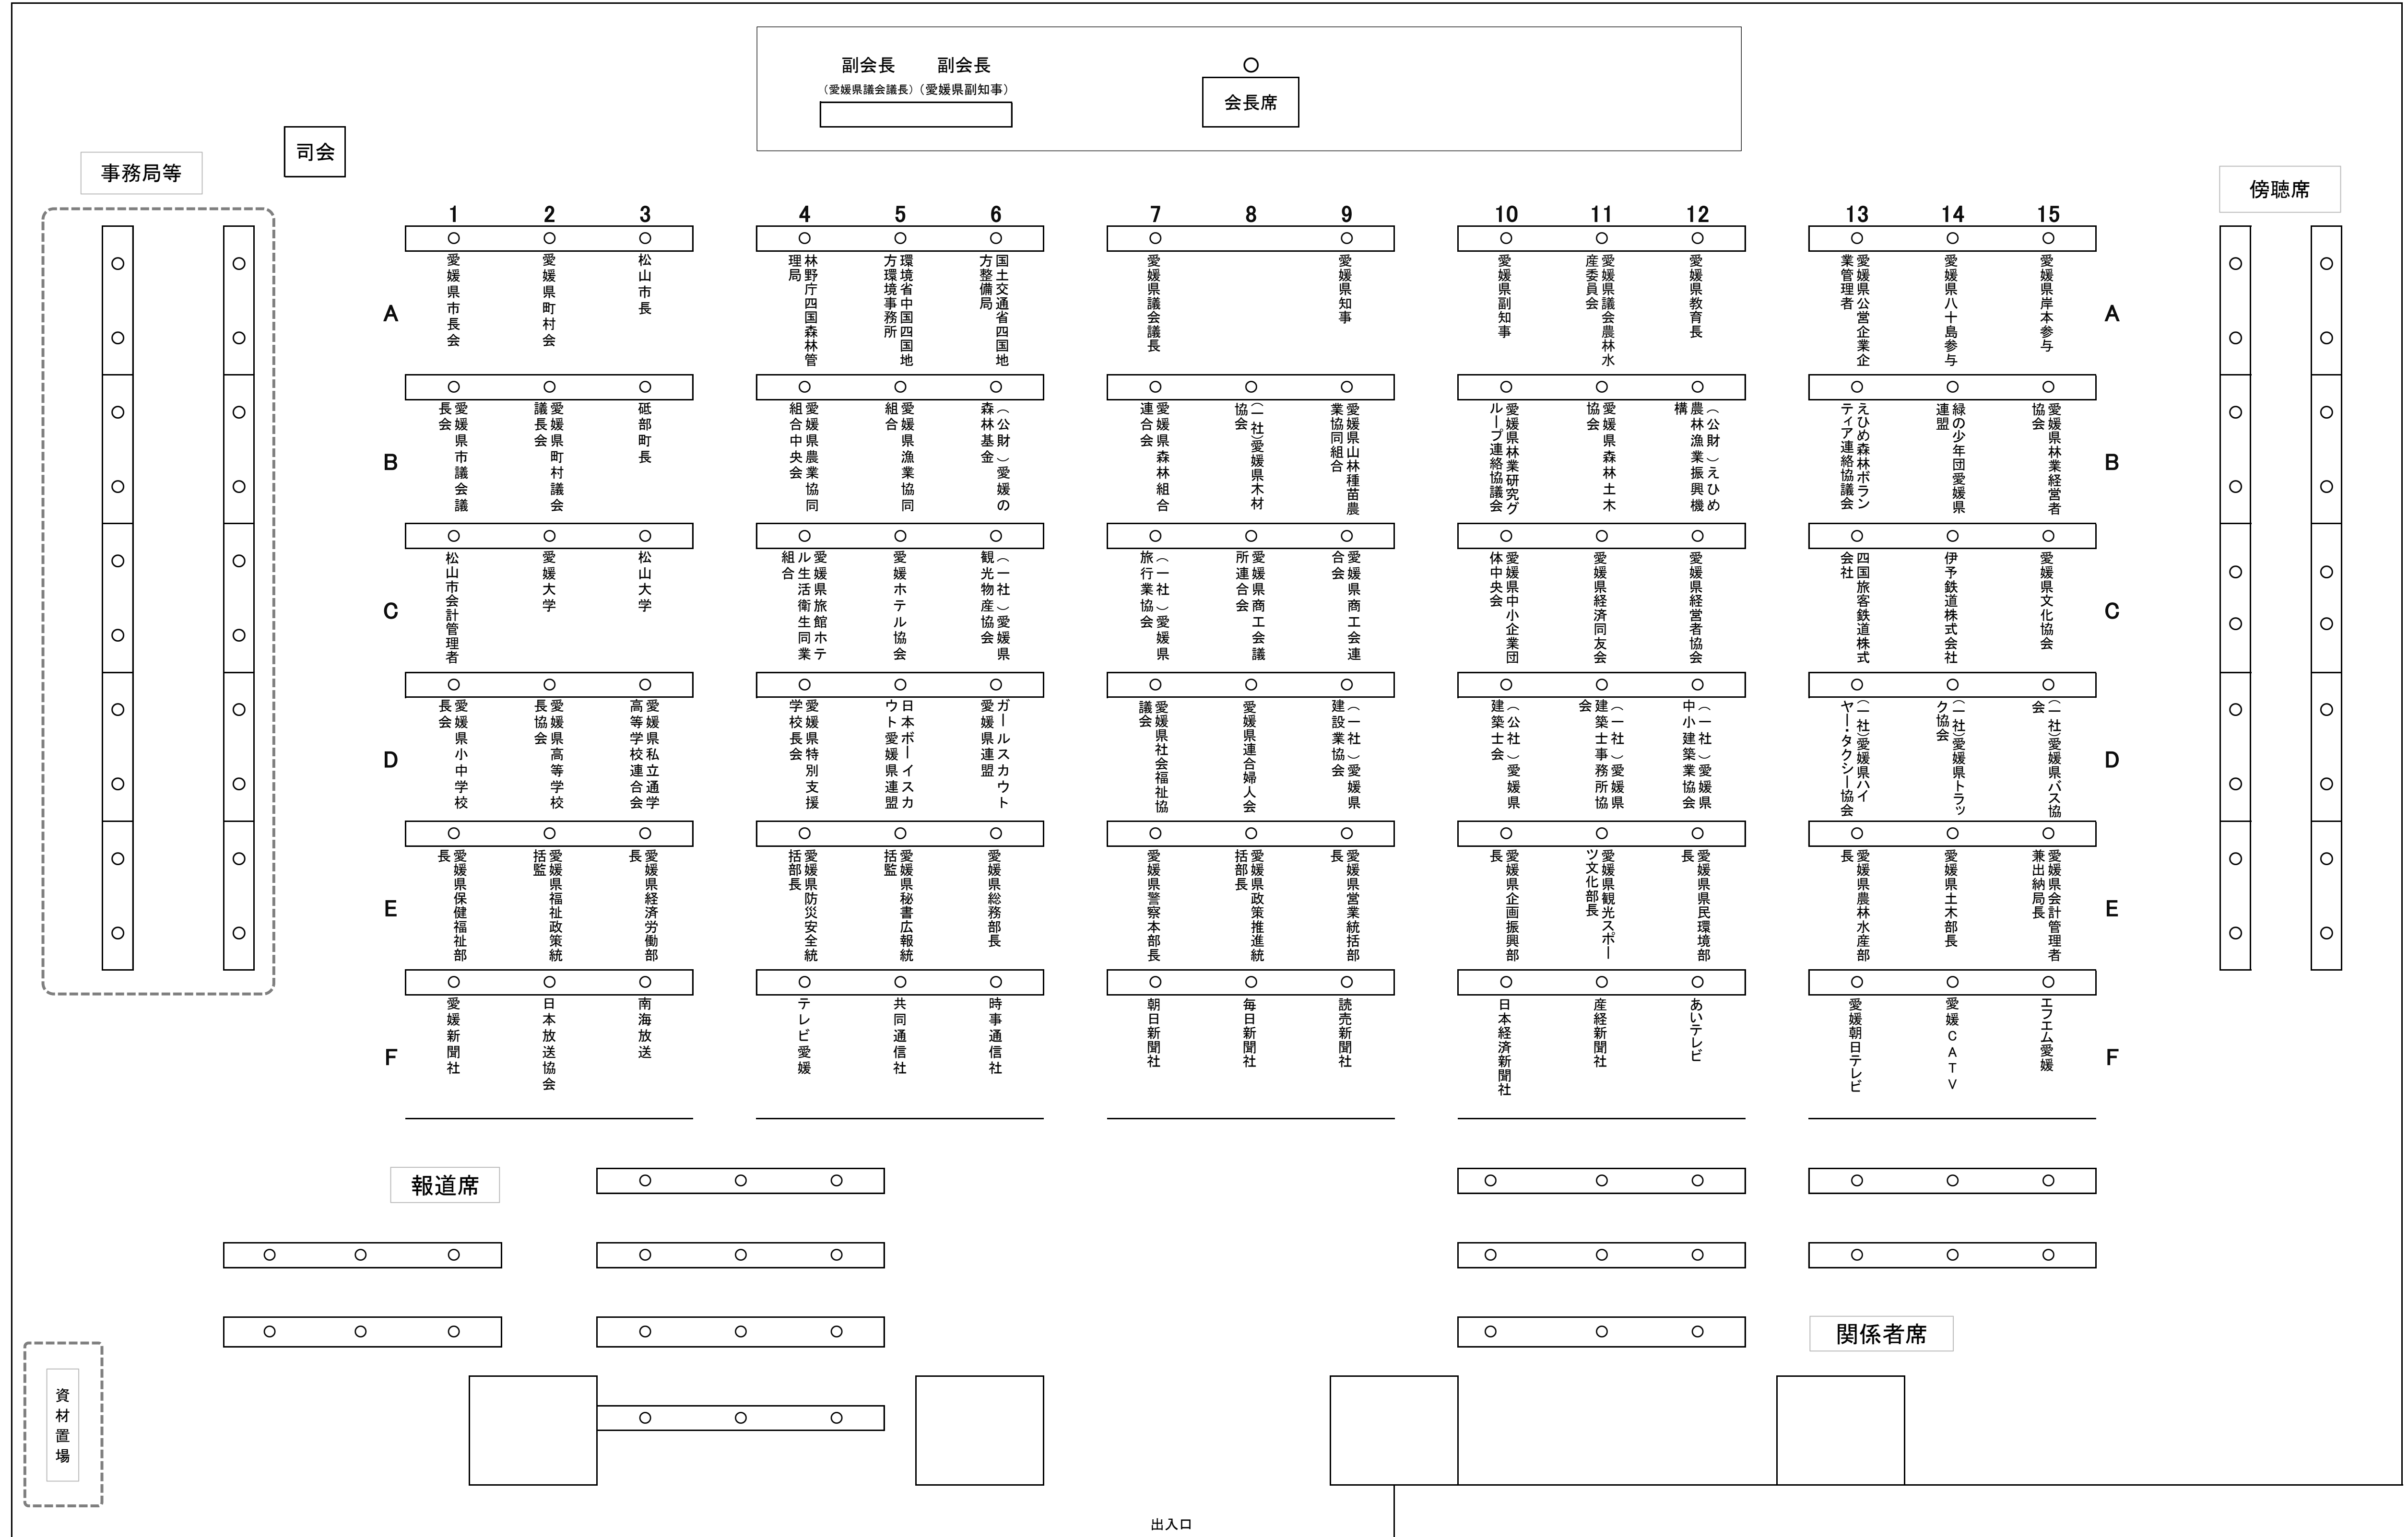 副会長 副会長
（愛媛県議会議長）（愛媛県副知事）
会長席
司会
事務局等
傍聴席
1 2 3 4 5 6 7 8 9 10 11 12 13 14 15
A
愛媛県市長会
愛媛県町村会
松山市長
林野庁四国森林管
理局
環境省中国四国地
方環境事務所
国土交通省四国地
方整備局
愛媛県議会議長
愛媛県知事
愛媛県副知事
愛媛県議会農林水
産委員会
愛媛県教育長
愛媛県公営企業企
業管理者
愛媛県八十島参与
愛媛県岸本参与
A
B
愛媛県市議会議
長会
愛媛県町村議会
議長会
砥部町長
愛媛県農業協同
組合中央会
愛媛県漁業協同
組合
（公財）愛媛の
森林基金
愛媛県森林組合
連合会
（一社）愛媛県木材
協会
愛媛県山林種苗農
業協同組合
愛媛県林業研究グ
ループ連絡協議会
愛媛県森林土木
協会
（公財）えひめ
農林漁業振興機
構
えひめ森林ボラン
ティア連絡協議会
緑の少年団愛媛県
連盟
愛媛県林業経営者
協会
B
C
松山市会計管理者
愛媛大学
松山大学
愛媛県旅館ホテ
ル生活衛生同業
組合
愛媛ホテル協会
（一社）愛媛県
観光物産協会
（一社）愛媛県
旅行業協会
愛媛県商工会議
所連合会
愛媛県商工会連
合会
愛媛県中小企業団
体中央会
愛媛県経済同友会
愛媛県経営者協会
四国旅客鉄道株式
会社
伊予鉄道株式会社
愛媛県文化協会
C
D
愛媛県小中学校
長会
愛媛県高等学校
長協会
愛媛県私立通学
高等学校連合会
愛媛県特別支援
学校長会
日本ボーイスカ
ウト愛媛県連盟
ガールスカウト
愛媛県連盟
愛媛県社会福祉協
議会
愛媛県連合婦人会
（一社）愛媛県
建設業協会
（公社）愛媛県
建築士会
（一社）愛媛県
建築士事務所協
会
（一社）愛媛県
中小建築業協会
（一社）愛媛県ハイ
ヤー・タクシー協会
（一社）愛媛県トラッ
ク協会
（一社）愛媛県バス協
会
D
E
愛媛県保健福祉部
長
愛媛県福祉政策統
括監
愛媛県経済労働部
長
愛媛県防災安全統
括部長
愛媛県秘書広報統
括監
愛媛県総務部長
愛媛県警察本部長
愛媛県政策推進統
括部長
愛媛県営業統括部
長
愛媛県企画振興部
長
愛媛県観光スポー
ツ文化部長
愛媛県県民環境部
長
愛媛県農林水産部
長
愛媛県土木部長
愛媛県会計管理者
兼出納局長
E
F
愛媛新聞社
日本放送協会
南海放送
テレビ愛媛
共同通信社
時事通信社
朝日新聞社
毎日新聞社
読売新聞社
日本経済新聞社
産経新聞社
あいテレビ
愛媛朝日テレビ
愛媛CATV
エフエム愛媛
F
報道席
関係者席
資材置場
出入口